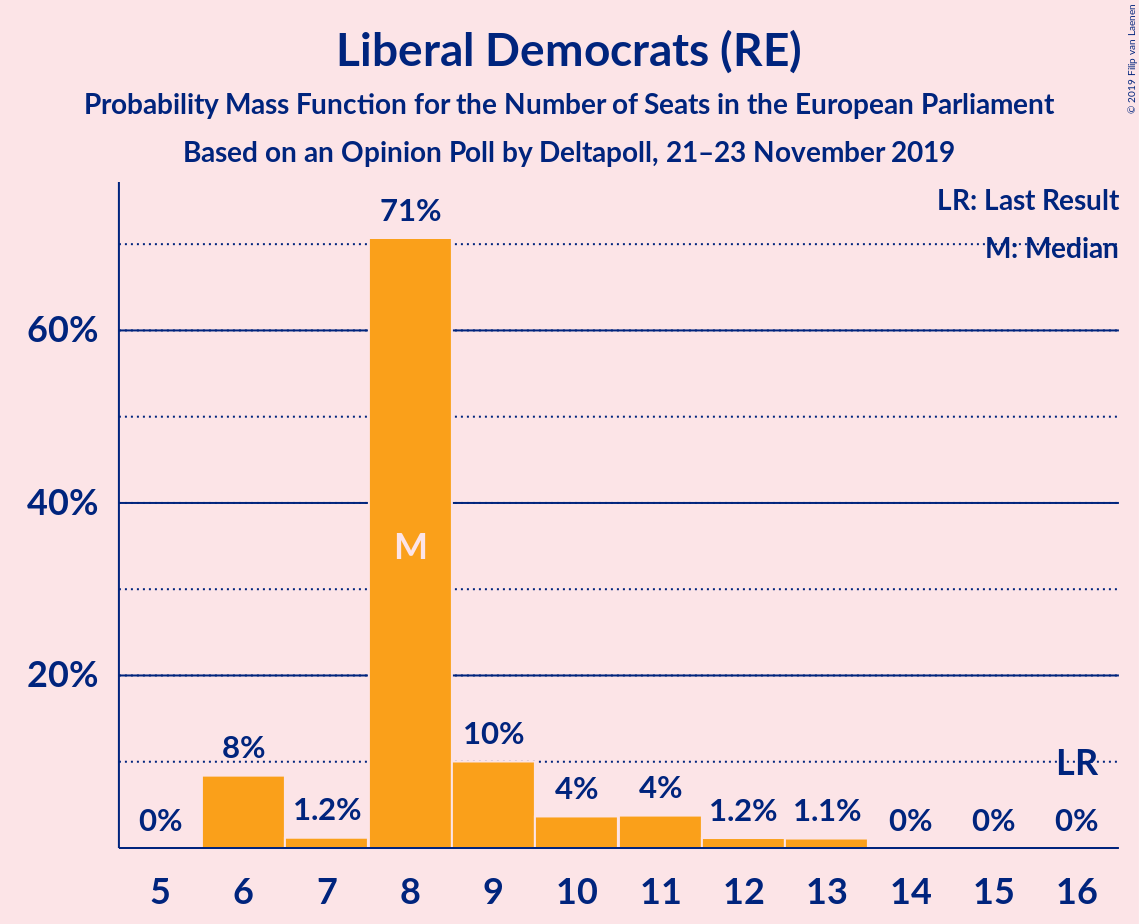 Liberal Democrats (RE)
Probability Mass Function for the Number of Seats in the European Parliament
Based on an Opinion Poll by Deltapoll, 21–23 November 2019
© 2019 Filip van Laenen
LR: Last Result
M: Median
60%
40%
20%
0%
8%
1.2%
71%
M
10%
4%
4%
1.2%
1.1%
0%
0%
0%
LR
5 6 7 8 9 10 11 12 13 14 15 16